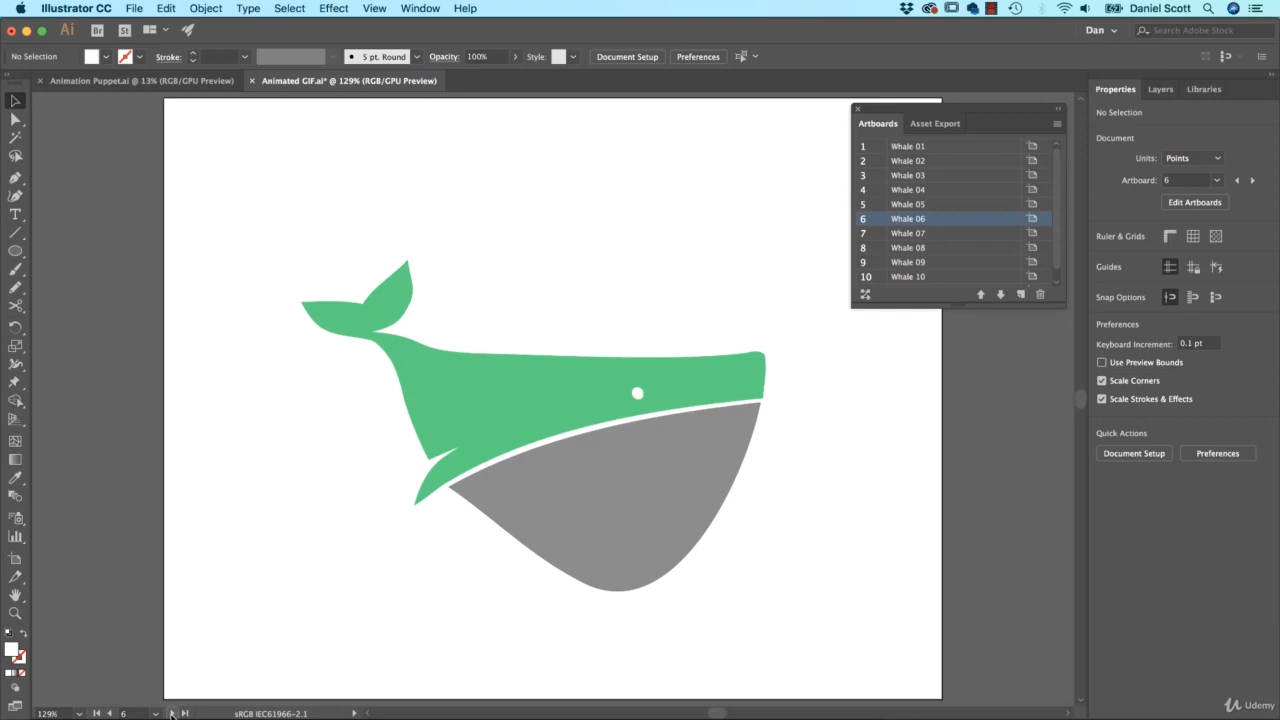 Illustrator CC File Edit Object Type Select Effect View Window Help Daniel Scott
Ai Br St Dan Search Adobe Stock
No Selection Stroke: 5 pt. Round Opacity: 100% Style: Document Setup Preferences
× Animation Puppet.ai @ 13% (RGB/GPU Preview) × Animated GIF.ai* @ 129% (RGB/GPU Preview)
Properties Layers Libraries
No Selection
Document
Units: Points
Artboard: 6
Edit Artboards
Ruler & Grids
Guides
Snap Options
Preferences
Keyboard Increment: 0.1 pt
Use Preview Bounds
Scale Corners
Scale Strokes & Effects
Quick Actions
Document Setup Preferences
Artboards Asset Export
1 Whale 01
2 Whale 02
3 Whale 03
4 Whale 04
5 Whale 05
6 Whale 06
7 Whale 07
8 Whale 08
9 Whale 09
10 Whale 10
129% 6 sRGB IEC61966-2.1
Udemy